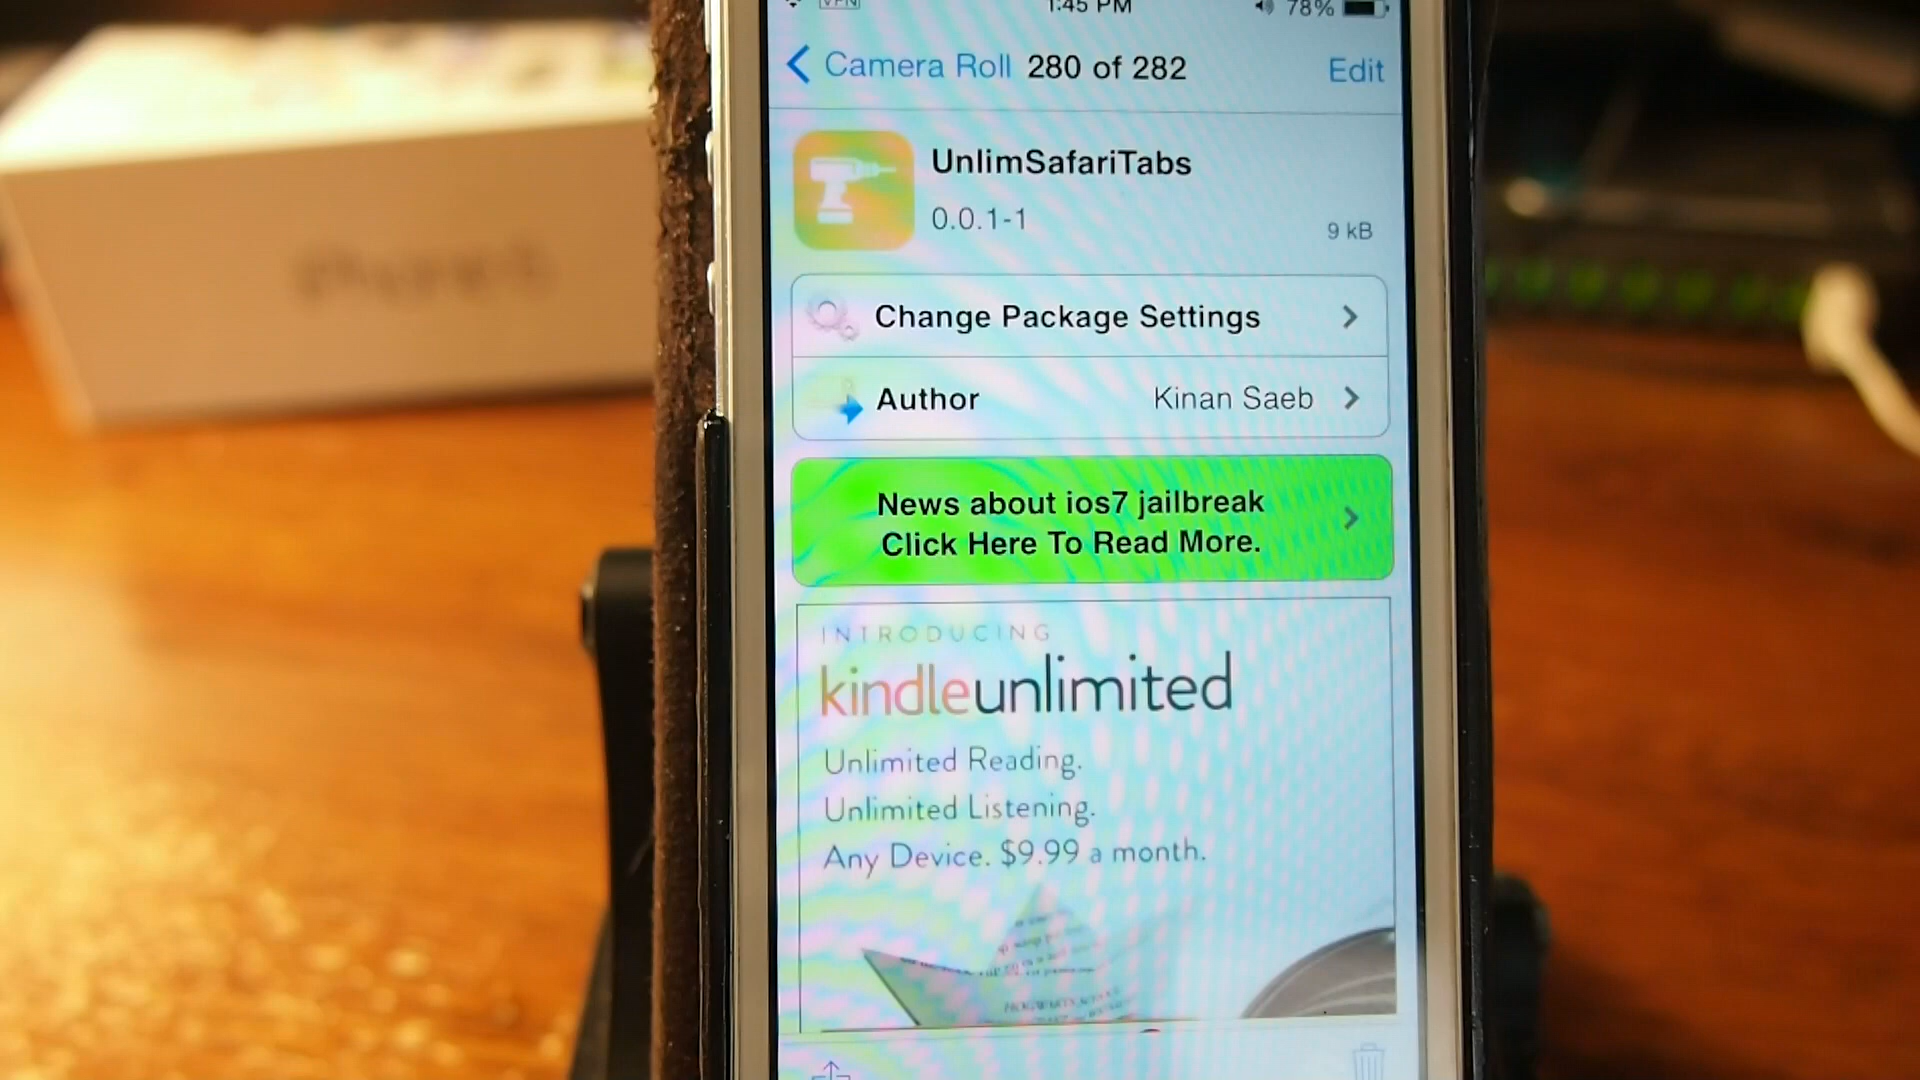 VPN 1:45 PM 78%
Camera Roll 280 of 282 Edit
UnlimSafariTabs
0.0.1-1
9 kB
Change Package Settings
Author Kinan Saeb
News about ios7 jailbreak
Click Here To Read More.
INTRODUCING
kindleunlimited
Unlimited Reading.
Unlimited Listening.
Any Device. $9.99 a month.